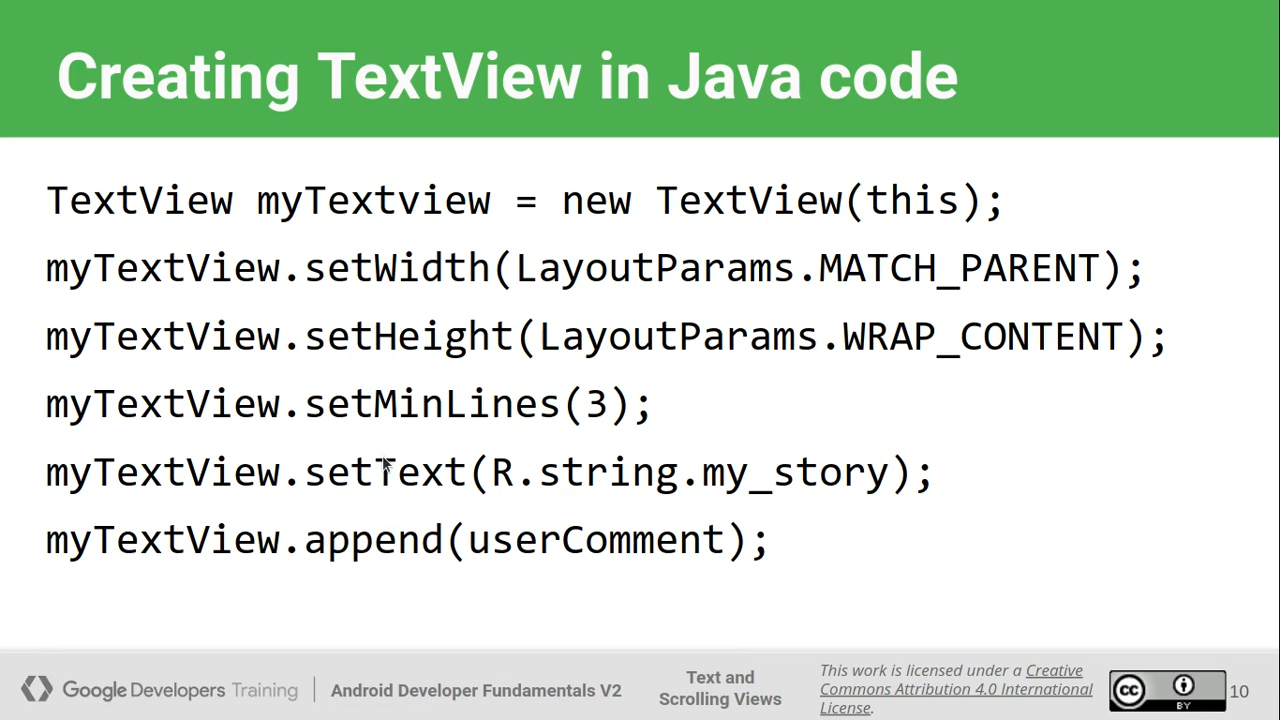 Creating TextView in Java code
TextView myTextview = new TextView(this);
myTextView.setWidth(LayoutParams.MATCH_PARENT);
myTextView.setHeight(LayoutParams.WRAP_CONTENT);
myTextView.setMinLines(3);
myTextView.setText(R.string.my_story);
myTextView.append(userComment);
Google Developers Training
Android Developer Fundamentals V2
Text and
Scrolling Views
This work is licensed under a Creative
Commons Attribution 4.0 International
License.
cc
BY
10